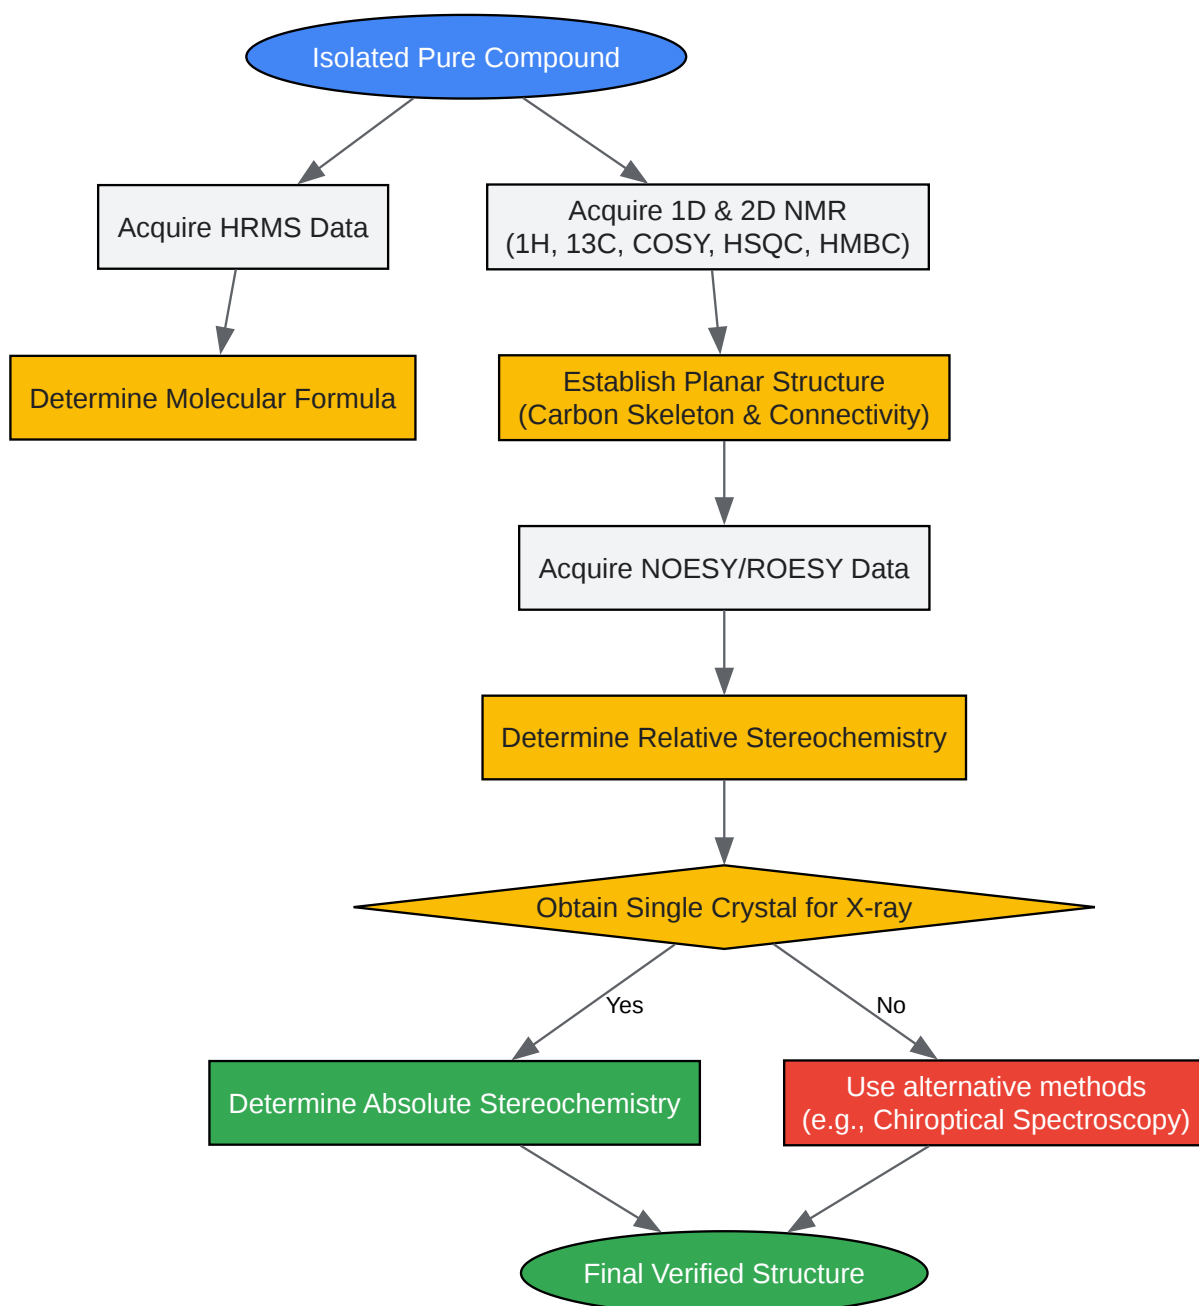 Isolated Pure Compound
Acquire HRMS Data
Acquire 1D & 2D NMR
(1H, 13C, COSY, HSQC, HMBC)
Determine Molecular Formula
Establish Planar Structure
(Carbon Skeleton & Connectivity)
Acquire NOESY/ROESY Data
Determine Relative Stereochemistry
Obtain Single Crystal for X-ray
Yes
No
Determine Absolute Stereochemistry
Use alternative methods
(e.g., Chiroptical Spectroscopy)
Final Verified Structure